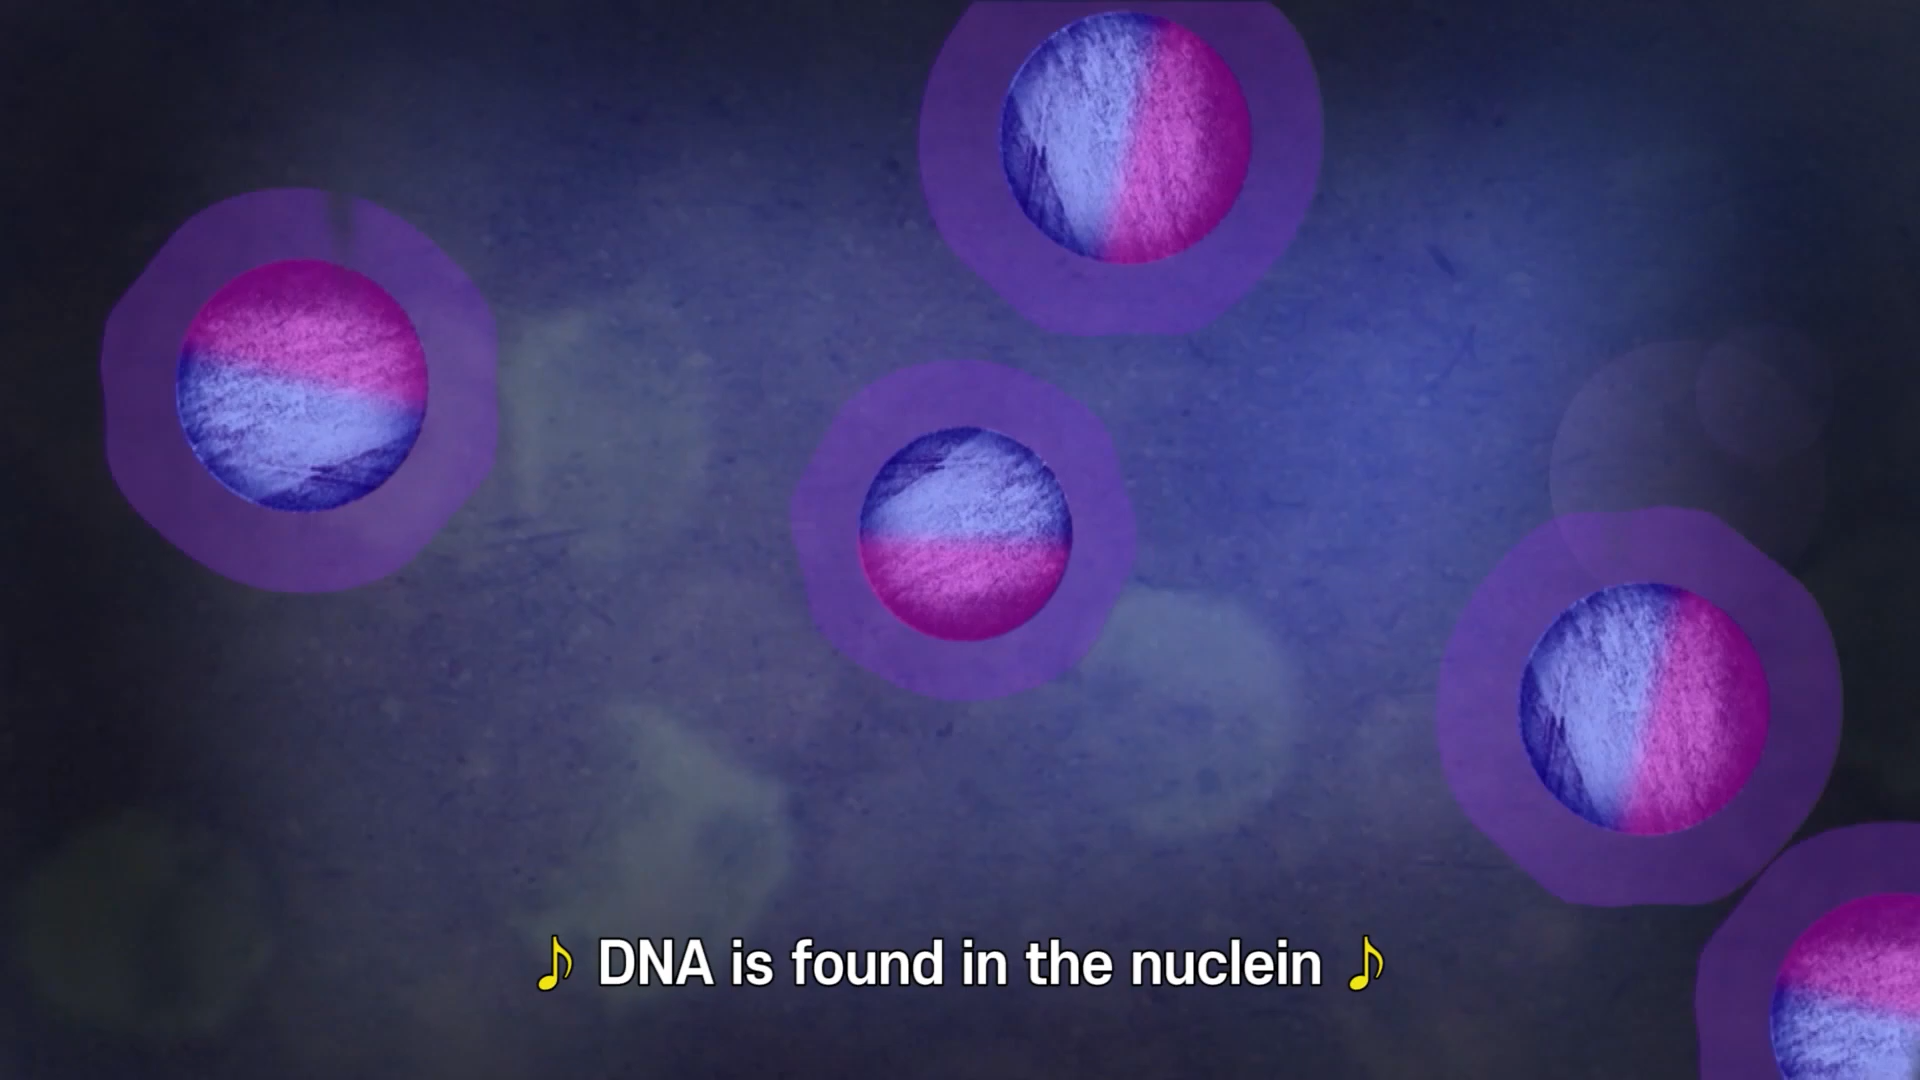 ♪ DNA is found in the nuclein ♪